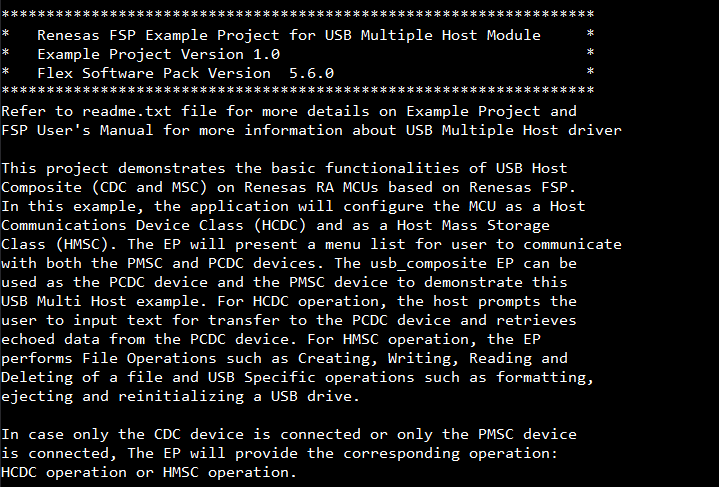 ******************************************************************
*   Renesas FSP Example Project for USB Multiple Host Module     *
*   Example Project Version 1.0                                  *
*   Flex Software Pack Version  5.6.0                            *
******************************************************************
Refer to readme.txt file for more details on Example Project and
FSP User's Manual for more information about USB Multiple Host driver

This project demonstrates the basic functionalities of USB Host
Composite (CDC and MSC) on Renesas RA MCUs based on Renesas FSP.
In this example, the application will configure the MCU as a Host
Communications Device Class (HCDC) and as a Host Mass Storage
Class (HMSC). The EP will present a menu list for user to communicate
with both the PMSC and PCDC devices. The usb_composite EP can be
used as the PCDC device and the PMSC device to demonstrate this
USB Multi Host example. For HCDC operation, the host prompts the
user to input text for transfer to the PCDC device and retrieves
echoed data from the PCDC device. For HMSC operation, the EP
performs File Operations such as Creating, Writing, Reading and
Deleting of a file and USB Specific operations such as formatting,
ejecting and reinitializing a USB drive.

In case only the CDC device is connected or only the PMSC device
is connected, The EP will provide the corresponding operation:
HCDC operation or HMSC operation.